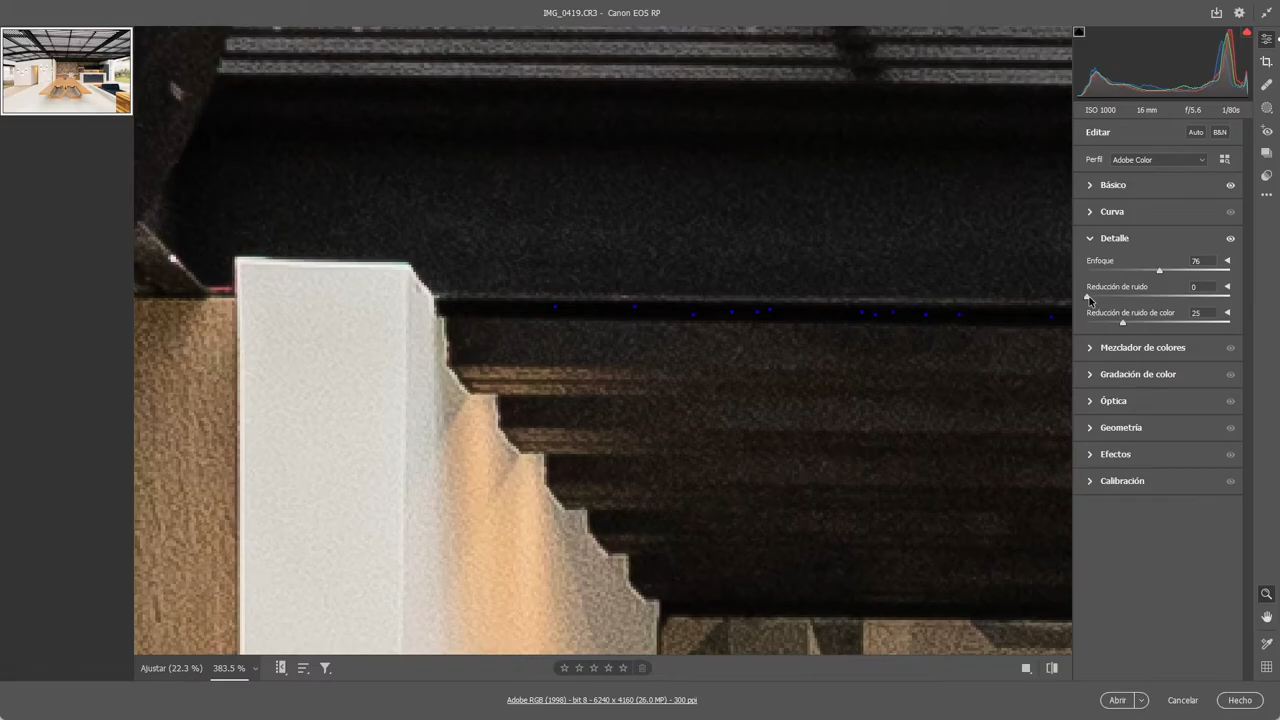 IMG_0419.CR3 - Canon EOS RP
ISO 1000 16 mm f/5.6 1/80s
Editar Auto B&N
Perfil Adobe Color
Básico
Curva
Detalle
Enfoque 76
Reducción de ruido 0
Reducción de ruido de color 25
Mezclador de colores
Gradación de color
Óptica
Geometría
Efectos
Calibración
Ajustar (22.3 %) 383.5 %
Adobe RGB (1998) - bit 8 - 6240 x 4160 (26.0 MP) - 300 ppi
Abrir Cancelar Hecho